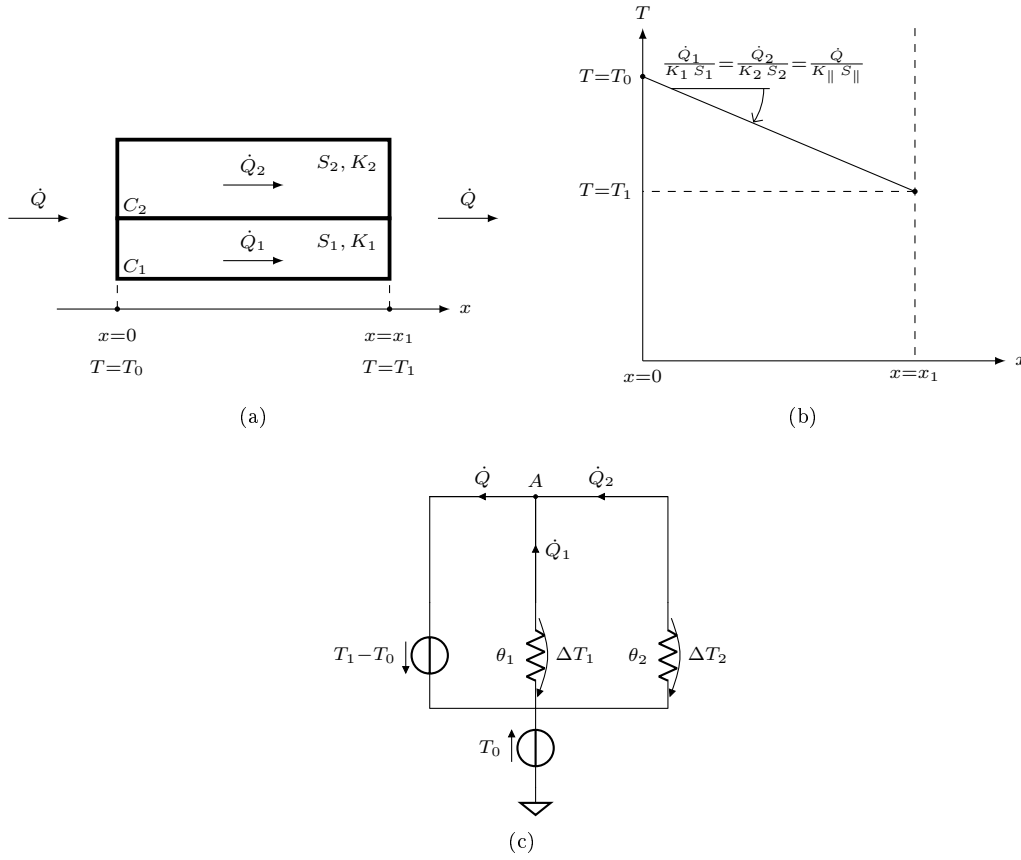 Q̇
Q̇₂
S₂, K₂
C₂
Q̇₁
S₁, K₁
C₁
Q̇
x
x=0
x=x₁
T=T₀
T=T₁
(a)
T
T=T₀
Q̇₁/(K₁ S₁) = Q̇₂/(K₂ S₂) = Q̇/(K∥ S∥)
T=T₁
x=0
x=x₁
x
(b)
Q̇
A
Q̇₂
Q̇₁
T₁−T₀
θ₁
ΔT₁
θ₂
ΔT₂
T₀
(c)